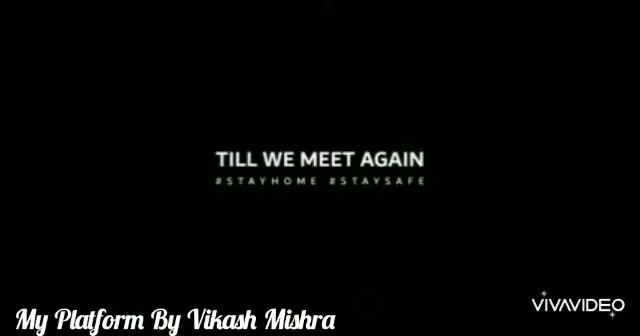 TILL WE MEET AGAIN
#STAYHOME #STAYSAFE
My Platform By Vikash Mishra
VIVAVIDEO